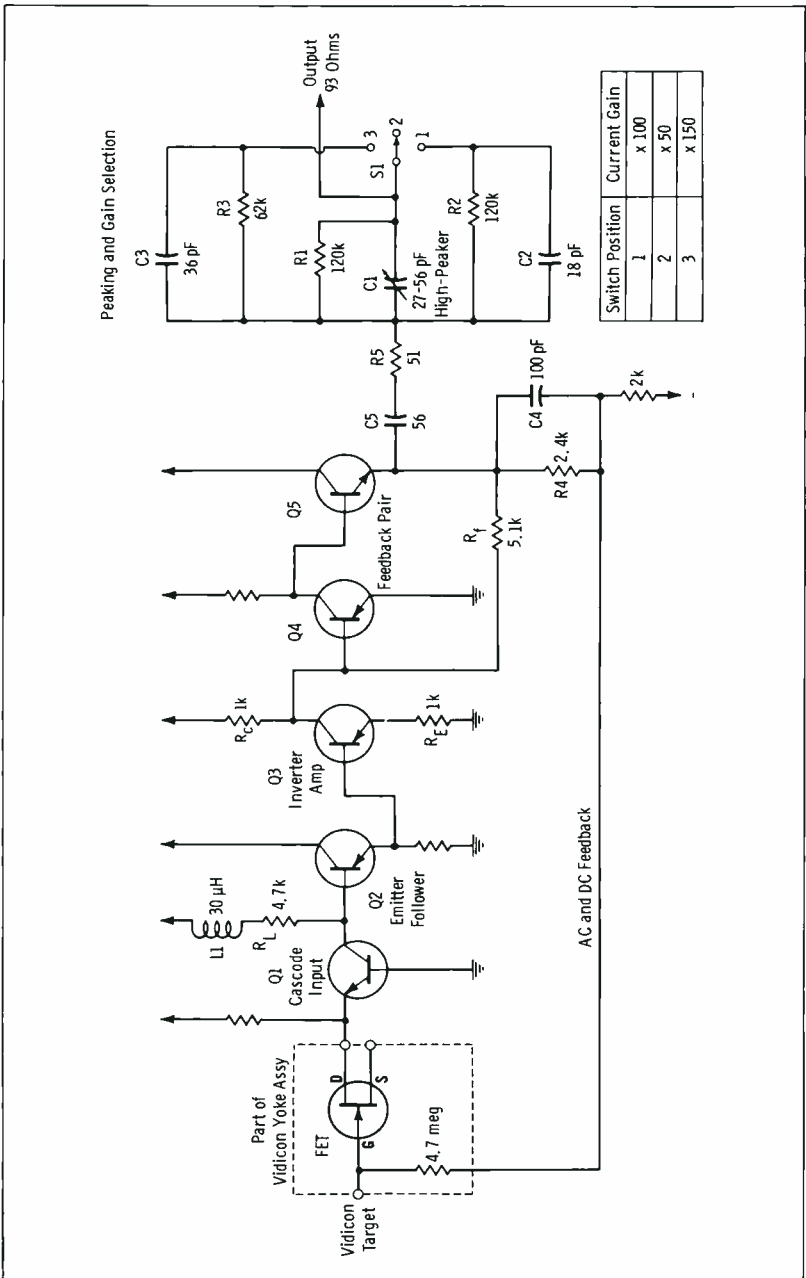 Peaking and Gain Selection
C3
36 pF
R3
62k
R1
120k
C1
27-56 pF
High-Peaker
R2
120k
C2
18 pF
3
2
1
S1
Output
93 Ohms
Switch Position Current Gain
1 x 100
2 x 50
3 x 150
R5
51
C5
56
C4
100 pF
R4
2.4k
2k
-
Rf
5.1k
Q5
Feedback Pair
Q4
RC
1k
Q3
Inverter
Amp
RE
1k
Q2
Emitter
Follower
L1
30 μH
RL
4.7k
Q1
Cascode
Input
AC and DC Feedback
Part of
Vidicon Yoke Assy
FET
D
S
G
4.7 meg
Vidicon
Target